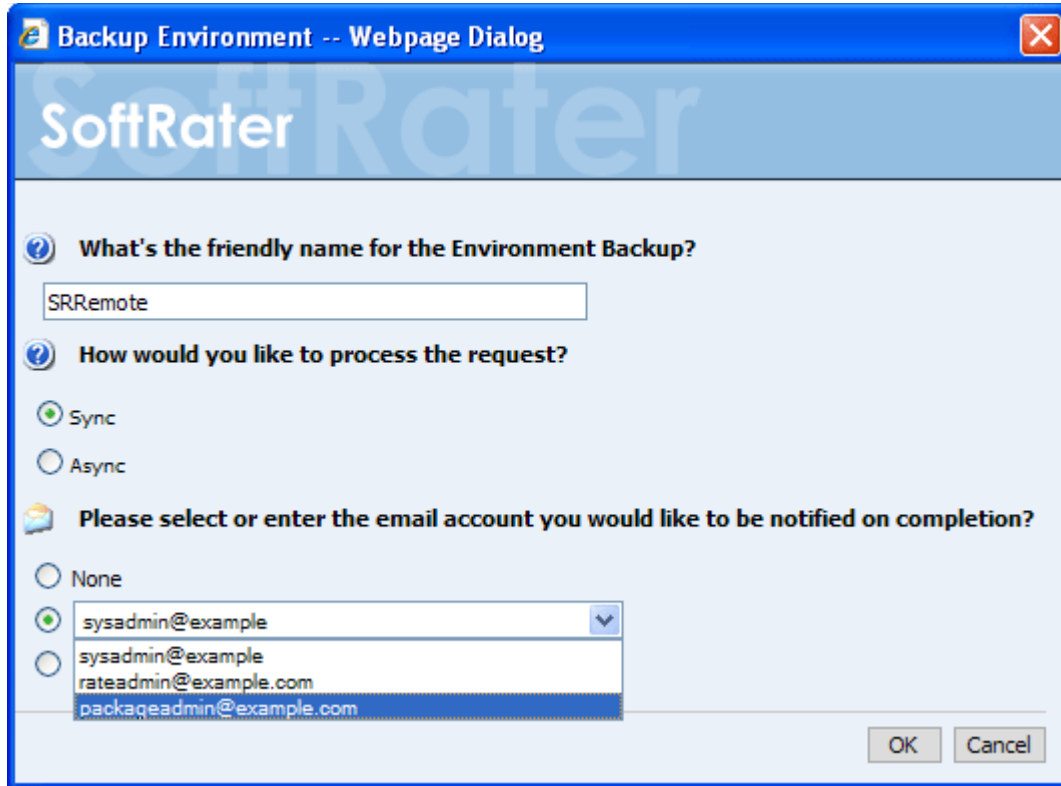 Backup Environment -- Webpage Dialog
SoftRater
SoftRater
What's the friendly name for the Environment Backup?
SRRemote
How would you like to process the request?
Sync
Async
Please select or enter the email account you would like to be notified on completion?
None
sysadmin@example
sysadmin@example
rateadmin@example.com
packageadmin@example.com
OK Cancel